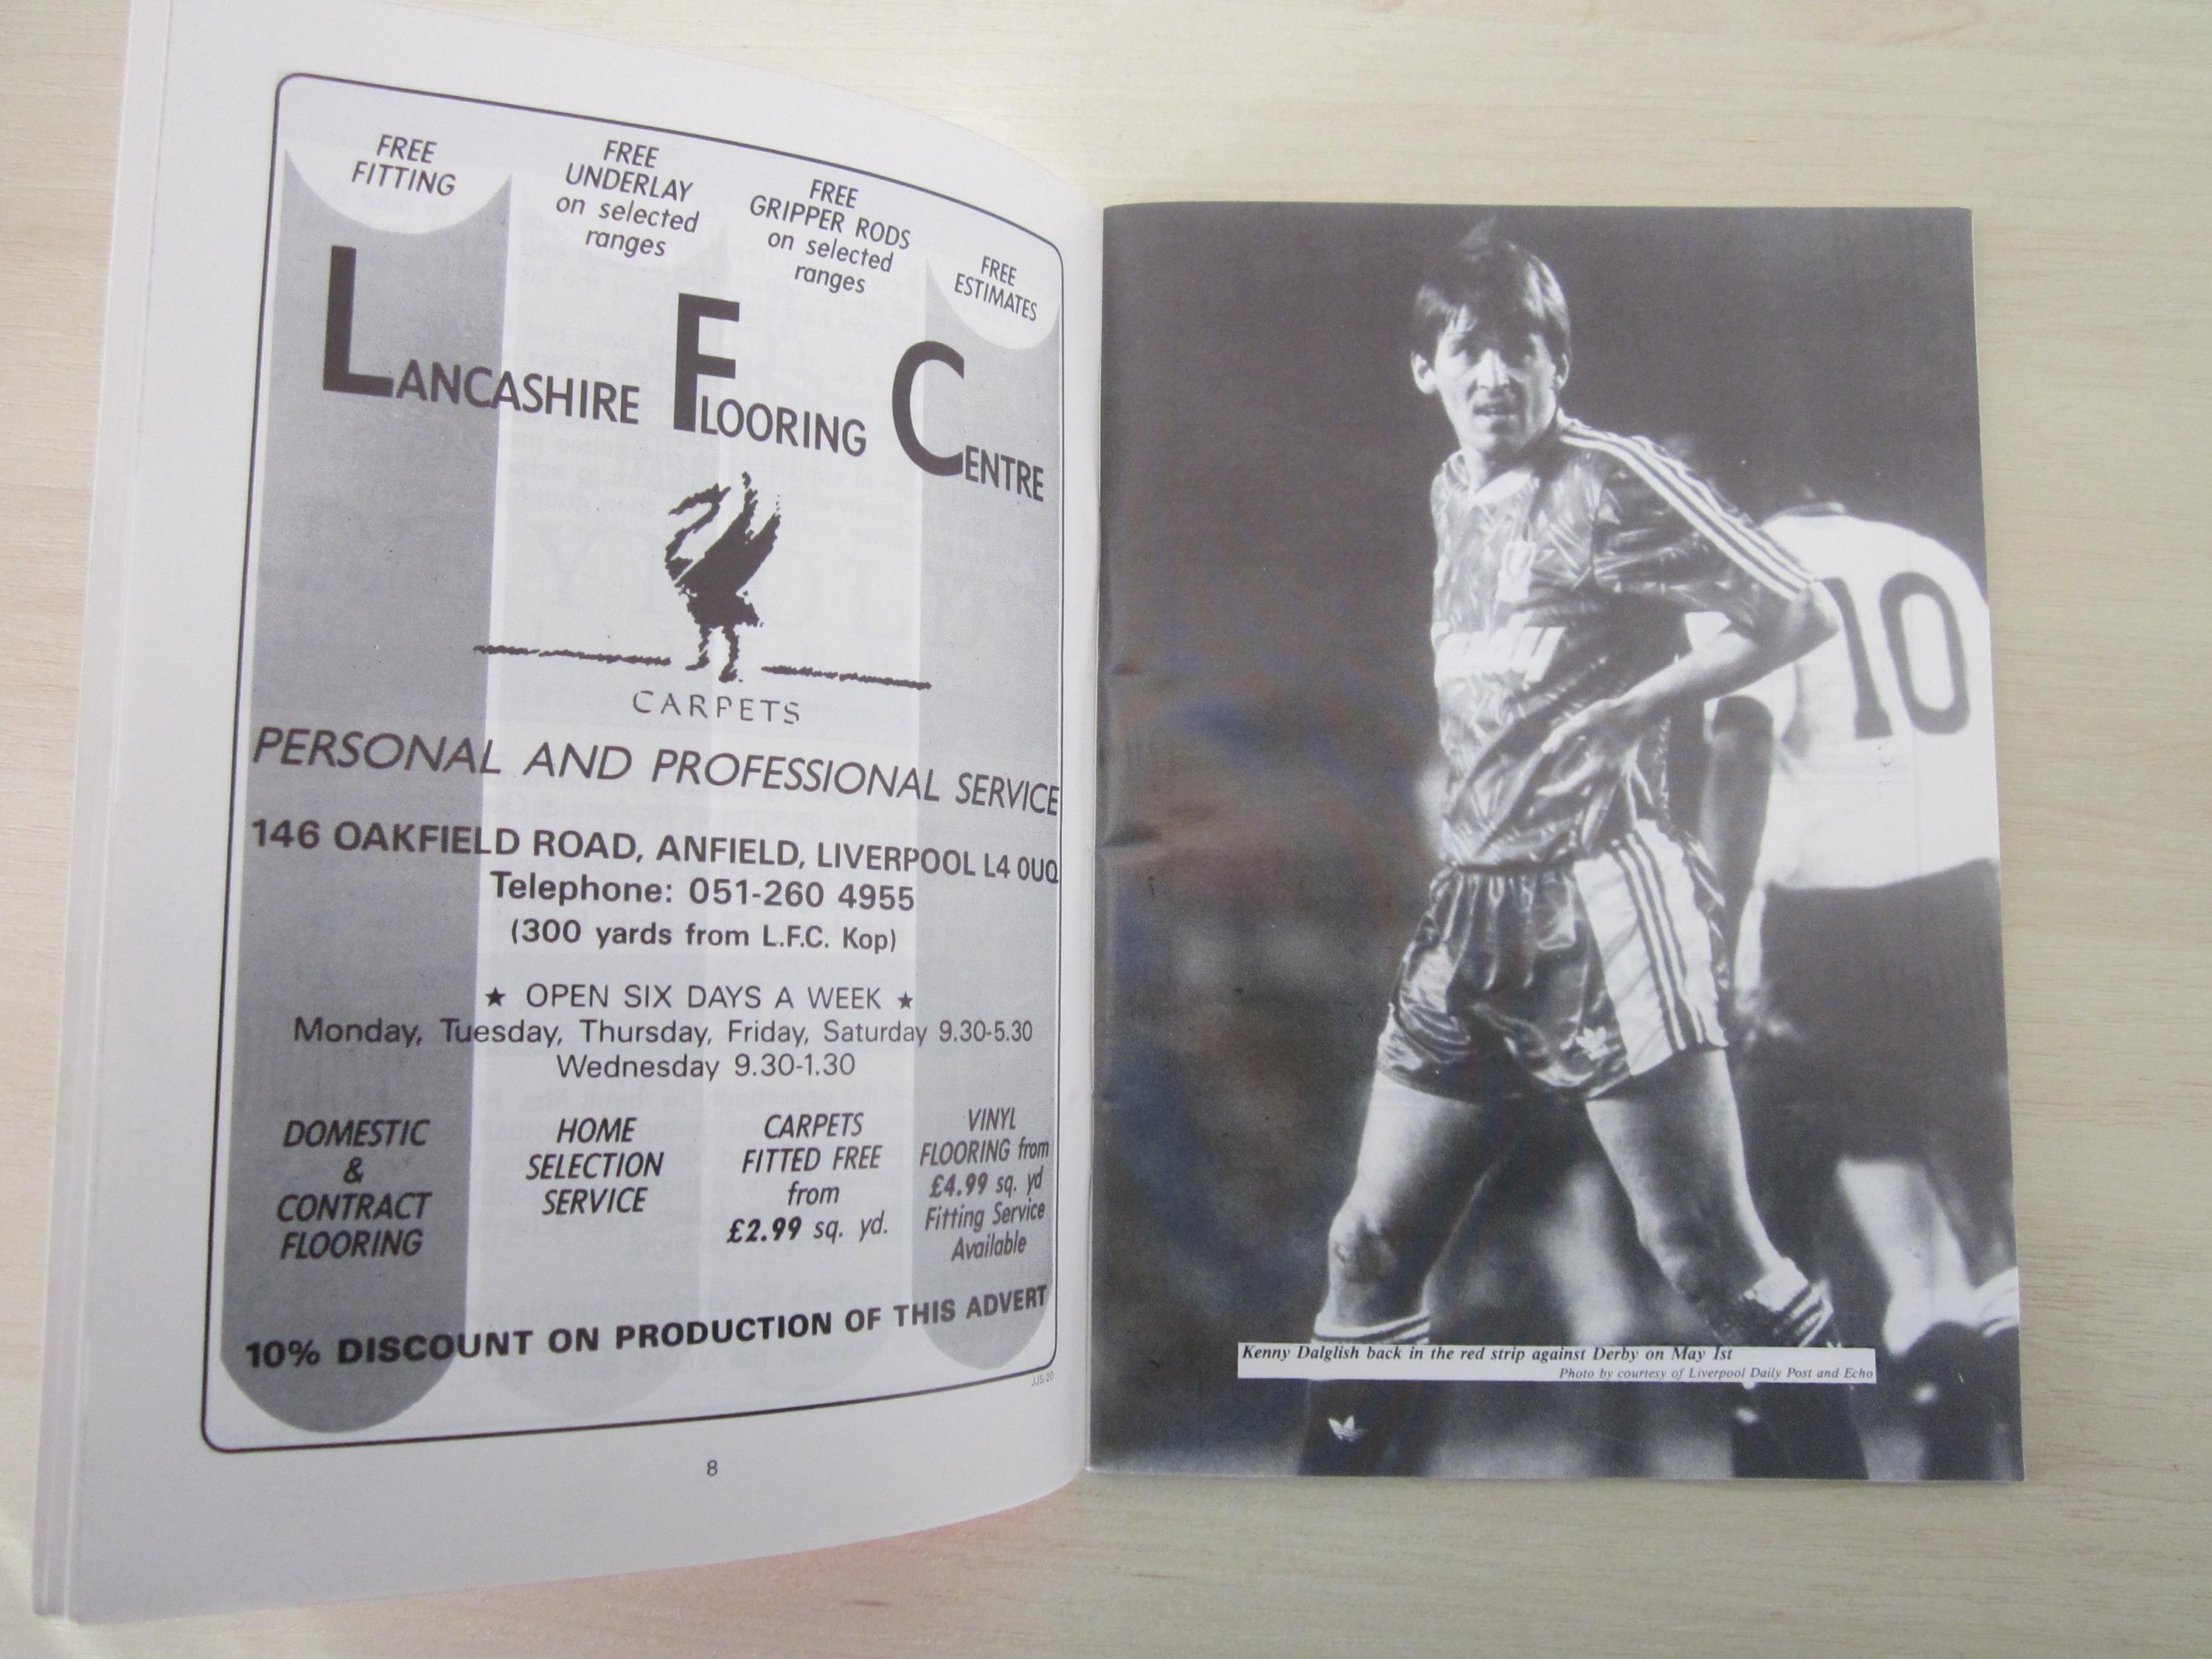 FREE
FITTING
FREE
UNDERLAY
on selected
ranges
FREE
GRIPPER RODS
on selected
ranges
FREE
ESTIMATES
LANCASHIRE FLOORING CENTRE
CARPETS
PERSONAL AND PROFESSIONAL SERVICE
146 OAKFIELD ROAD, ANFIELD, LIVERPOOL L4 0UQ
Telephone: 051-260 4955
(300 yards from L.F.C. Kop)
★ OPEN SIX DAYS A WEEK ★
Monday, Tuesday, Thursday, Friday, Saturday 9.30-5.30
Wednesday 9.30-1.30
DOMESTIC
&
CONTRACT
FLOORING
HOME
SELECTION
SERVICE
CARPETS
FITTED FREE
from
£2.99 sq. yd.
VINYL
FLOORING from
£4.99 sq. yd
Fitting Service
Available
10% DISCOUNT ON PRODUCTION OF THIS ADVERT
JJS/20
8
10
Kenny Dalglish back in the red strip against Derby on May 1st
Photo by courtesy of Liverpool Daily Post and Echo